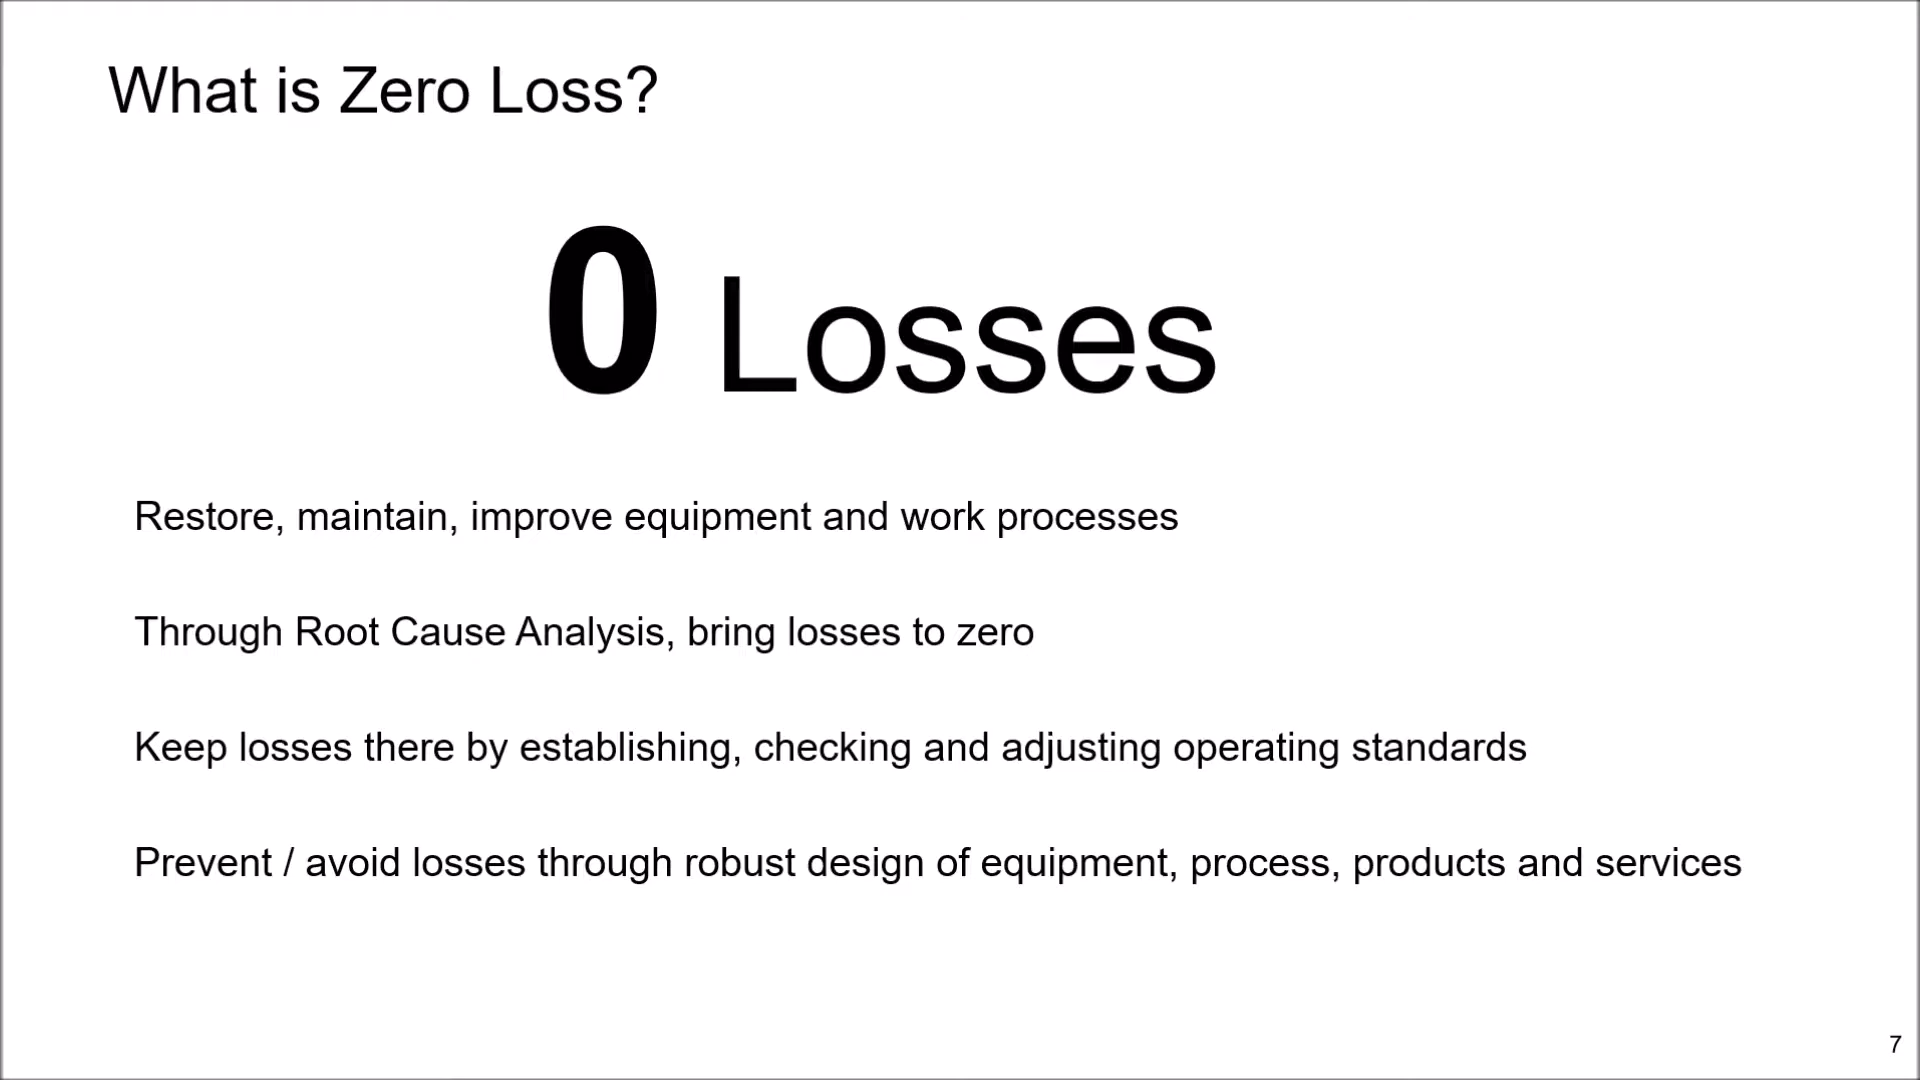 What is Zero Loss?
0 Losses
Restore, maintain, improve equipment and work processes
Through Root Cause Analysis, bring losses to zero
Keep losses there by establishing, checking and adjusting operating standards
Prevent / avoid losses through robust design of equipment, process, products and services
7